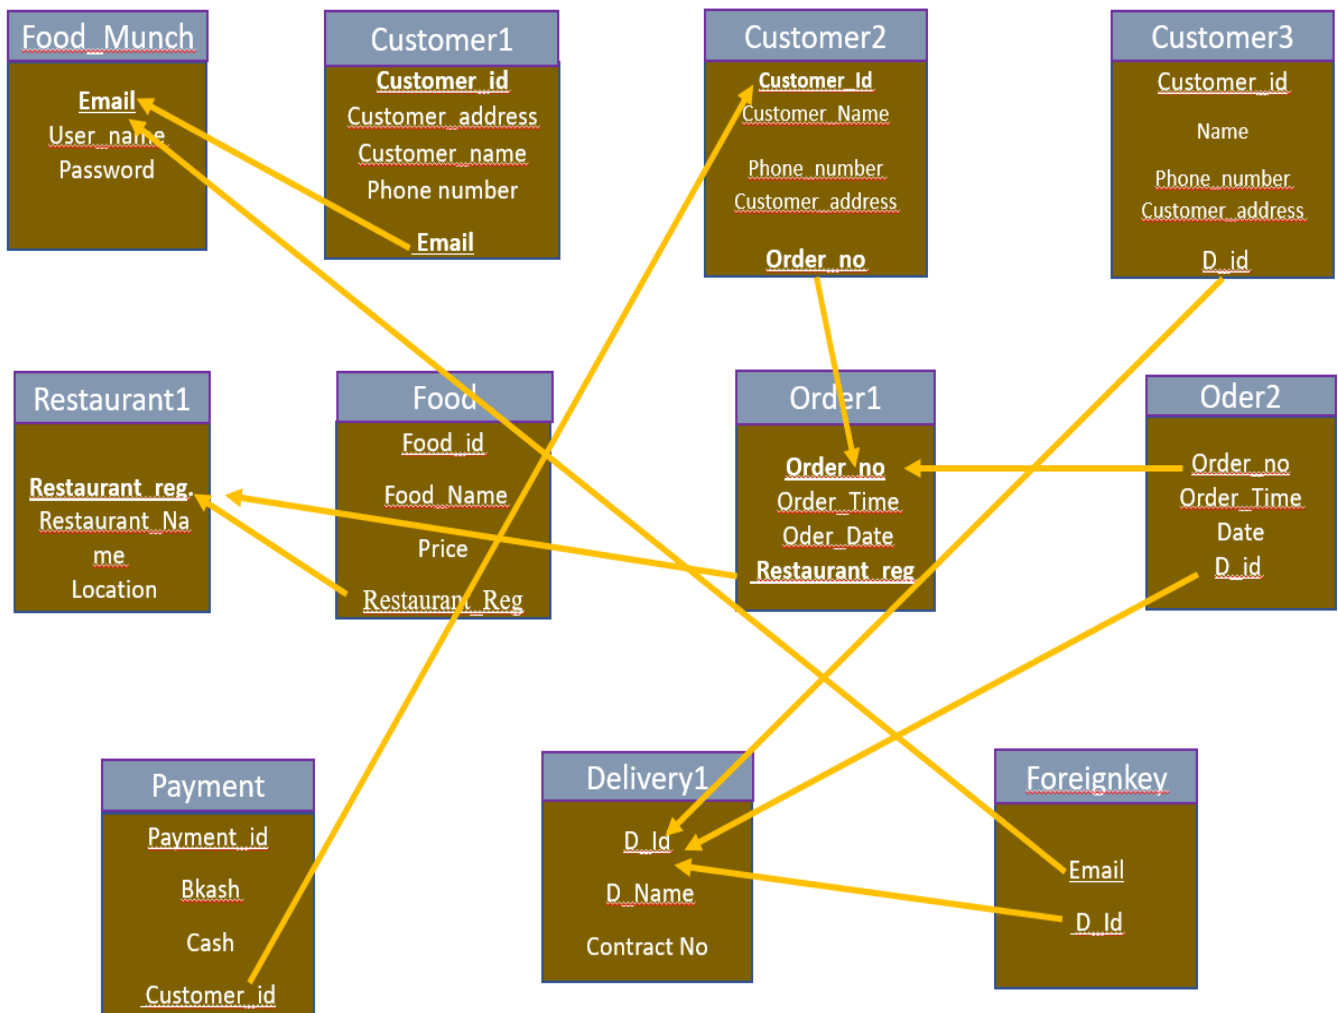 Food_Munch
Email
User_name
Password
Customer1
Customer_id
Customer_address
Customer_name
Phone number
Email
Customer2
Customer_Id
Customer_Name
Phone_number
Customer_address
Order_no
Customer3
Customer_id
Name
Phone_number
Customer_address
D_id
Restaurant1
Restaurant_reg.
Restaurant_Na
me
Location
Food
Food_id
Food_Name
Price
Restaurant_Reg
Order1
Order_no
Order_Time
Oder_Date
Restaurant_reg
Oder2
Order_no
Order_Time
Date
D_id
Payment
Payment_id
Bkash
Cash
Customer_id
Delivery1
D_Id
D_Name
Contract No
Foreignkey
Email
D_Id